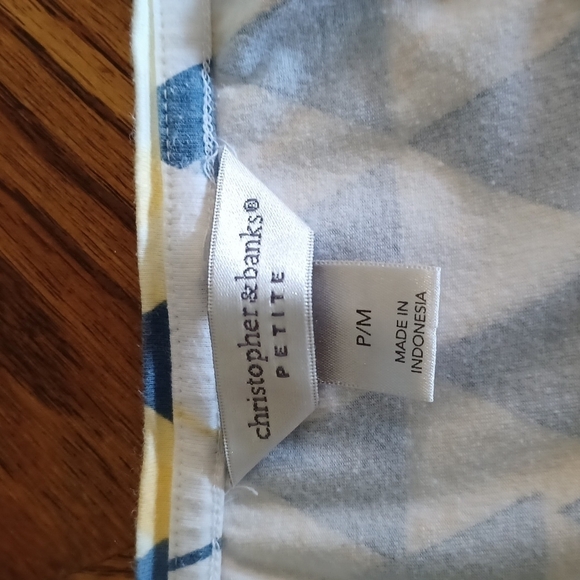 christopher & banks®
PETITE
P/M
MADE IN
INDONESIA